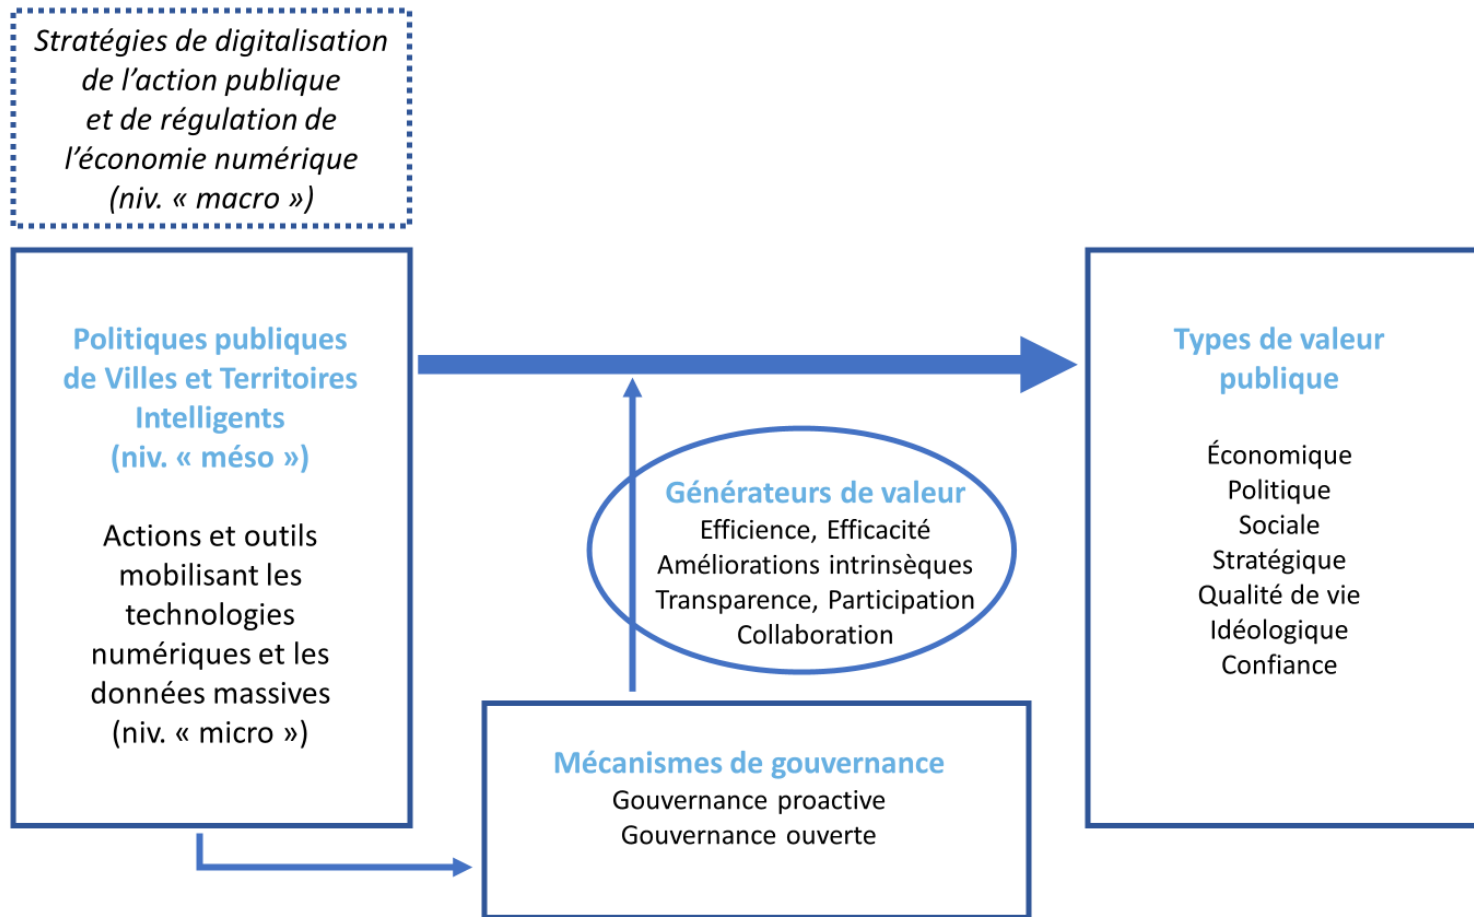 Stratégies de digitalisation
de l’action publique
et de régulation de
l’économie numérique
(niv. « macro »)
Politiques publiques
de Villes et Territoires
Intelligents
(niv. « méso »)
Actions et outils
mobilisant les
technologies
numériques et les
données massives
(niv. « micro »)
Générateurs de valeur
Efficience, Efficacité
Améliorations intrinsèques
Transparence, Participation
Collaboration
Mécanismes de gouvernance
Gouvernance proactive
Gouvernance ouverte
Types de valeur
publique
Économique
Politique
Sociale
Stratégique
Qualité de vie
Idéologique
Confiance